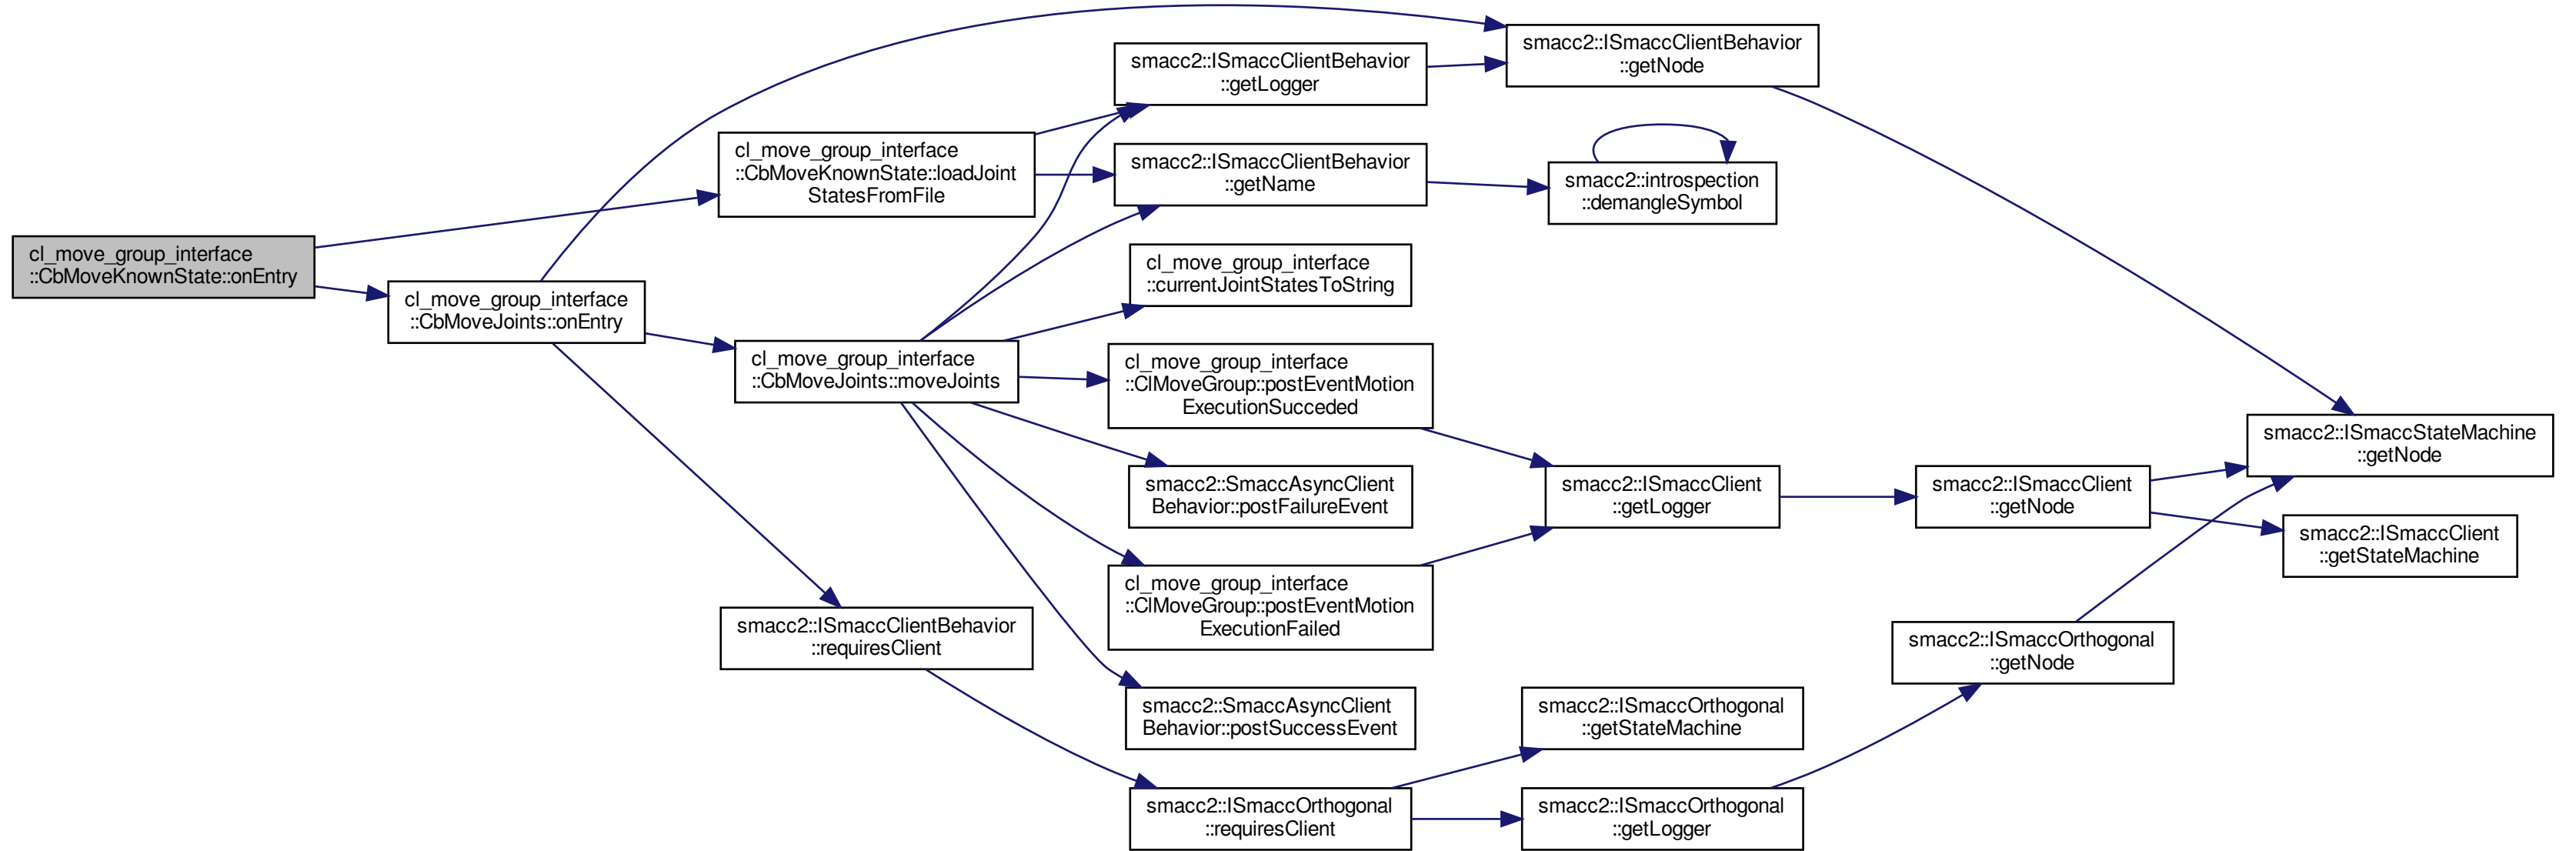 cl_move_group_interface
::CbMoveKnownState::onEntry
cl_move_group_interface
::CbMoveJoints::onEntry
cl_move_group_interface
::CbMoveKnownState::loadJoint
StatesFromFile
cl_move_group_interface
::CbMoveJoints::moveJoints
smacc2::ISmaccClientBehavior
::requiresClient
smacc2::ISmaccClientBehavior
::getLogger
smacc2::ISmaccClientBehavior
::getName
cl_move_group_interface
::currentJointStatesToString
cl_move_group_interface
::ClMoveGroup::postEventMotion
ExecutionSucceded
smacc2::SmaccAsyncClient
Behavior::postFailureEvent
cl_move_group_interface
::ClMoveGroup::postEventMotion
ExecutionFailed
smacc2::SmaccAsyncClient
Behavior::postSuccessEvent
smacc2::ISmaccOrthogonal
::requiresClient
smacc2::ISmaccClientBehavior
::getNode
smacc2::introspection
::demangleSymbol
smacc2::ISmaccClient
::getLogger
smacc2::ISmaccOrthogonal
::getStateMachine
smacc2::ISmaccOrthogonal
::getLogger
smacc2::ISmaccClient
::getNode
smacc2::ISmaccOrthogonal
::getNode
smacc2::ISmaccStateMachine
::getNode
smacc2::ISmaccClient
::getStateMachine